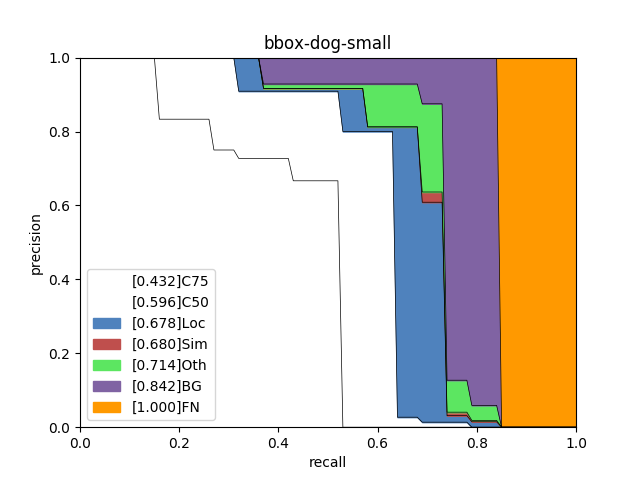 bbox-dog-small
precision
1.0
0.8
0.6
0.4
0.2
0.0
[0.432]C75
[0.596]C50
[0.678]Loc
[0.680]Sim
[0.714]Oth
[0.842]BG
[1.000]FN
0.0 0.2 0.4 0.6 0.8 1.0
recall